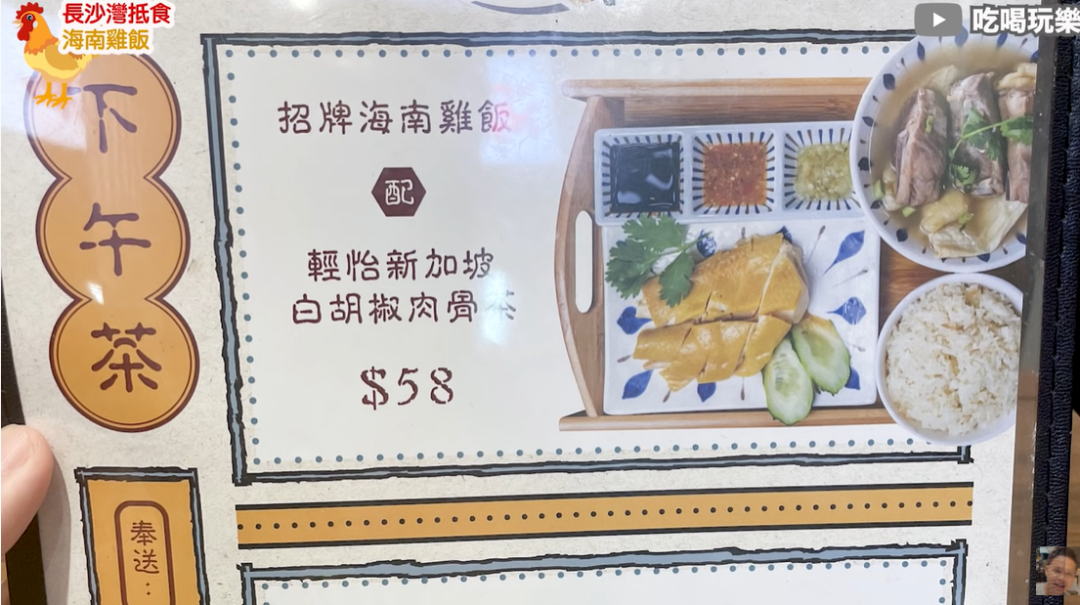 長沙灣抵食
海南雞飯
吃喝玩樂
下午茶
招牌海南雞飯
配
輕怡新加坡
白胡椒肉骨茶
$58
奉送…